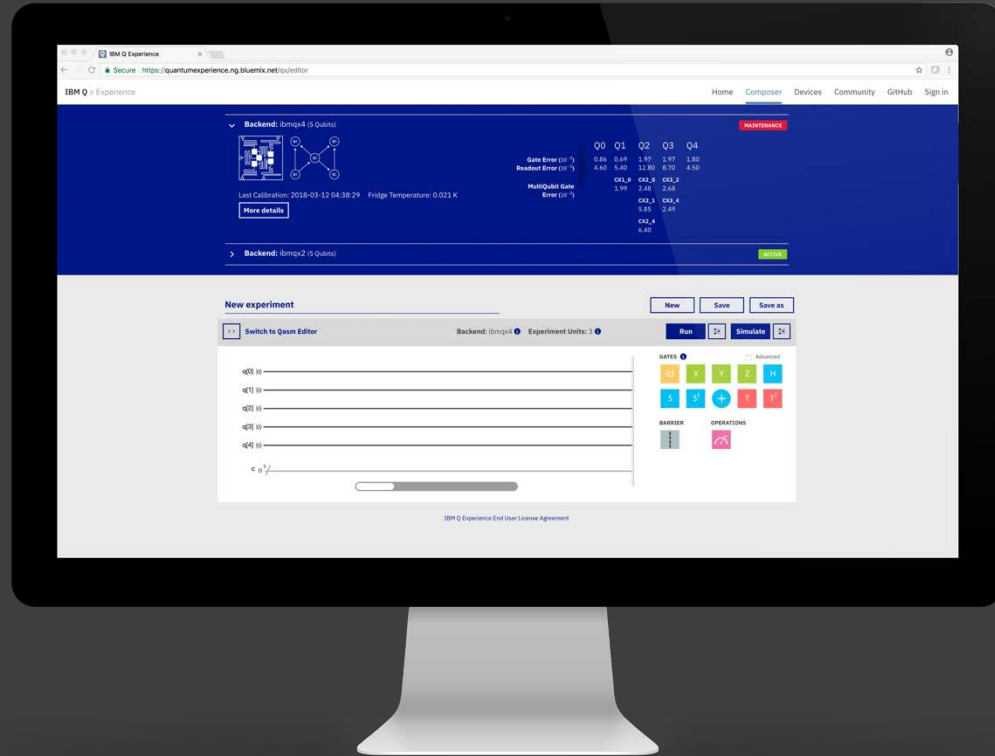 IBM Q Experience
Secure https://quantumexperience.ng.bluemix.net/qx/editor
IBM Q > Experience
Home Composer Devices Community GitHub Sign in
Backend: ibmqx4 (5 Qubits)
MAINTENANCE
Q0 Q1 Q2 Q3 Q4
Gate Error (10⁻³) 0.86 0.69 1.97 1.97 1.80
Readout Error (10⁻²) 4.60 5.40 12.80 8.70 4.50
CX1_0 CX2_0 CX3_2
MultiQubit Gate Error (10⁻²) 1.99 2.48 2.68
CX2_1 CX3_4
5.85 2.49
CX2_4
6.40
Last Calibration: 2018-03-12 04:38:29 Fridge Temperature: 0.021 K
More details
Backend: ibmqx2 (5 Qubits)
ACTIVE
New experiment
New Save Save as
Switch to Qasm Editor
Backend: ibmqx4 Experiment Units: 3
Run Simulate
GATES Advanced
id X Y Z H
S S† + T T†
BARRIER OPERATIONS
q[0] |0⟩
q[1] |0⟩
q[2] |0⟩
q[3] |0⟩
q[4] |0⟩
c 0 5
IBM Q Experience End User License Agreement